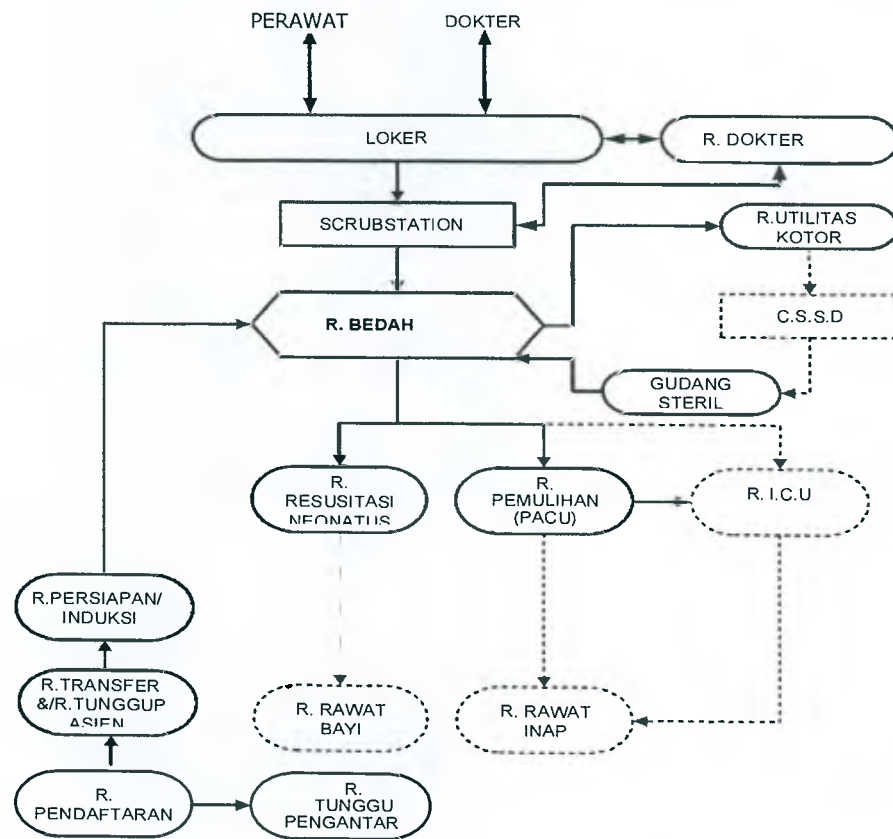 PERAWAT
DOKTER
LOKER
R. DOKTER
SCRUBSTATION
R.UTILITAS
KOTOR
R. BEDAH
C.S.S.D
GUDANG
STERIL
R.
RESUSITASI
NEONATUS
R.
PEMULIHAN
(PACU)
R. I.C.U
R.PERSIAPAN/
INDUKSI
R.TRANSFER
&/R.TUNGGUP
ASIEN
R. RAWAT
BAYI
R. RAWAT
INAP
R.
PENDAFTARAN
R.
TUNGGU
PENGANTAR